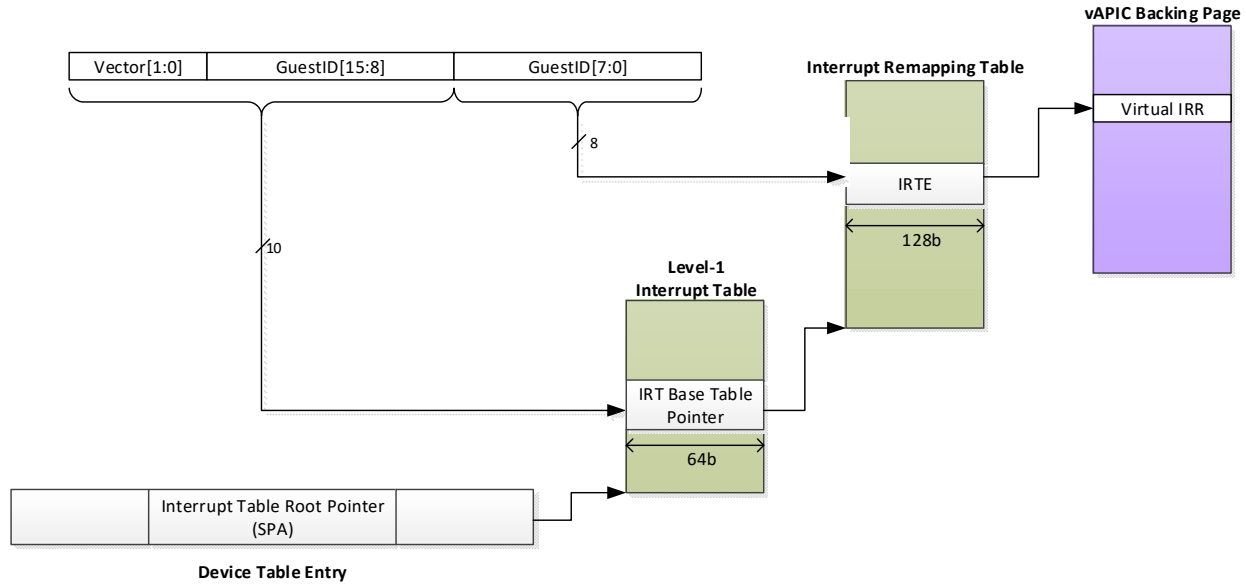 vAPIC Backing Page
Vector[1:0] GuestID[15:8] GuestID[7:0]
Interrupt Remapping Table
Virtual IRR
8
IRTE
10
128b
Level-1
Interrupt Table
IRT Base Table
Pointer
64b
Interrupt Table Root Pointer
(SPA)
Device Table Entry